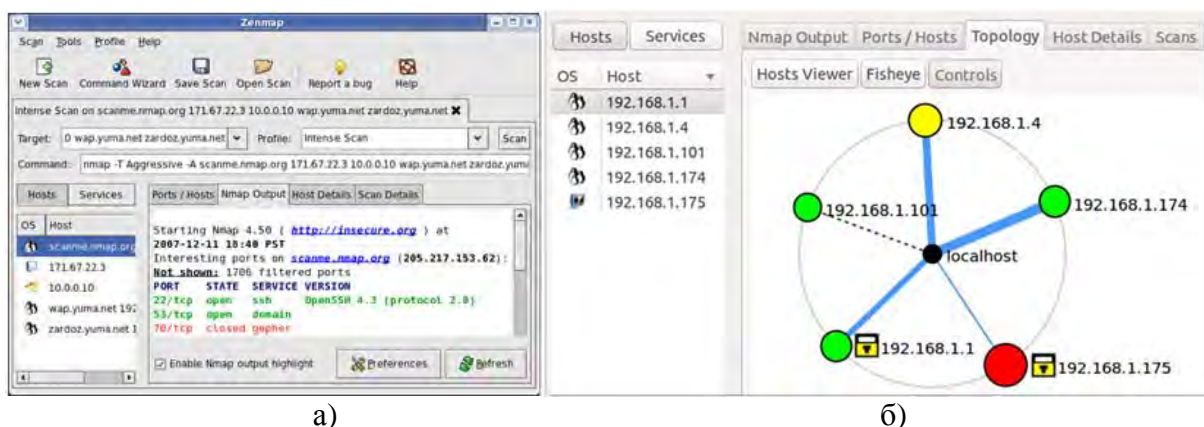 Zenmap
Scan Tools Profile Help
New Scan Command Wizard Save Scan Open Scan Report a bug Help
Intense Scan on scanme.nmap.org 171.67.22.3 10.0.0.10 wap.yuma.net zardoz.yuma.net
Target: 0 wap.yuma.net zardoz.yuma.net Profile: Intense Scan Scan
Command: nmap -T Aggressive -A scanme.nmap.org 171.67.22.3 10.0.0.10 wap.yuma.net zardoz.yum
Hosts Services Ports / Hosts Nmap Output Host Details Scan Details
OS Host
scanme.nmap.org
171.67.22.3
10.0.0.10
wap.yuma.net 192
zardoz.yuma.net 1
Starting Nmap 4.50 ( http://insecure.org ) at
2007-12-11 18:40 PST
Interesting ports on scanme.nmap.org (205.217.153.62):
Not shown: 1706 filtered ports
PORT STATE SERVICE VERSION
22/tcp open ssh OpenSSH 4.3 (protocol 2.0)
53/tcp open domain
70/tcp closed gopher
Enable Nmap output highlight Preferences Refresh
а)
Hosts Services
OS Host
192.168.1.1
192.168.1.4
192.168.1.101
192.168.1.174
192.168.1.175
Nmap Output Ports / Hosts Topology Host Details Scans
Hosts Viewer Fisheye Controls
192.168.1.4
192.168.1.174
192.168.1.101
localhost
192.168.1.1
192.168.1.175
б)